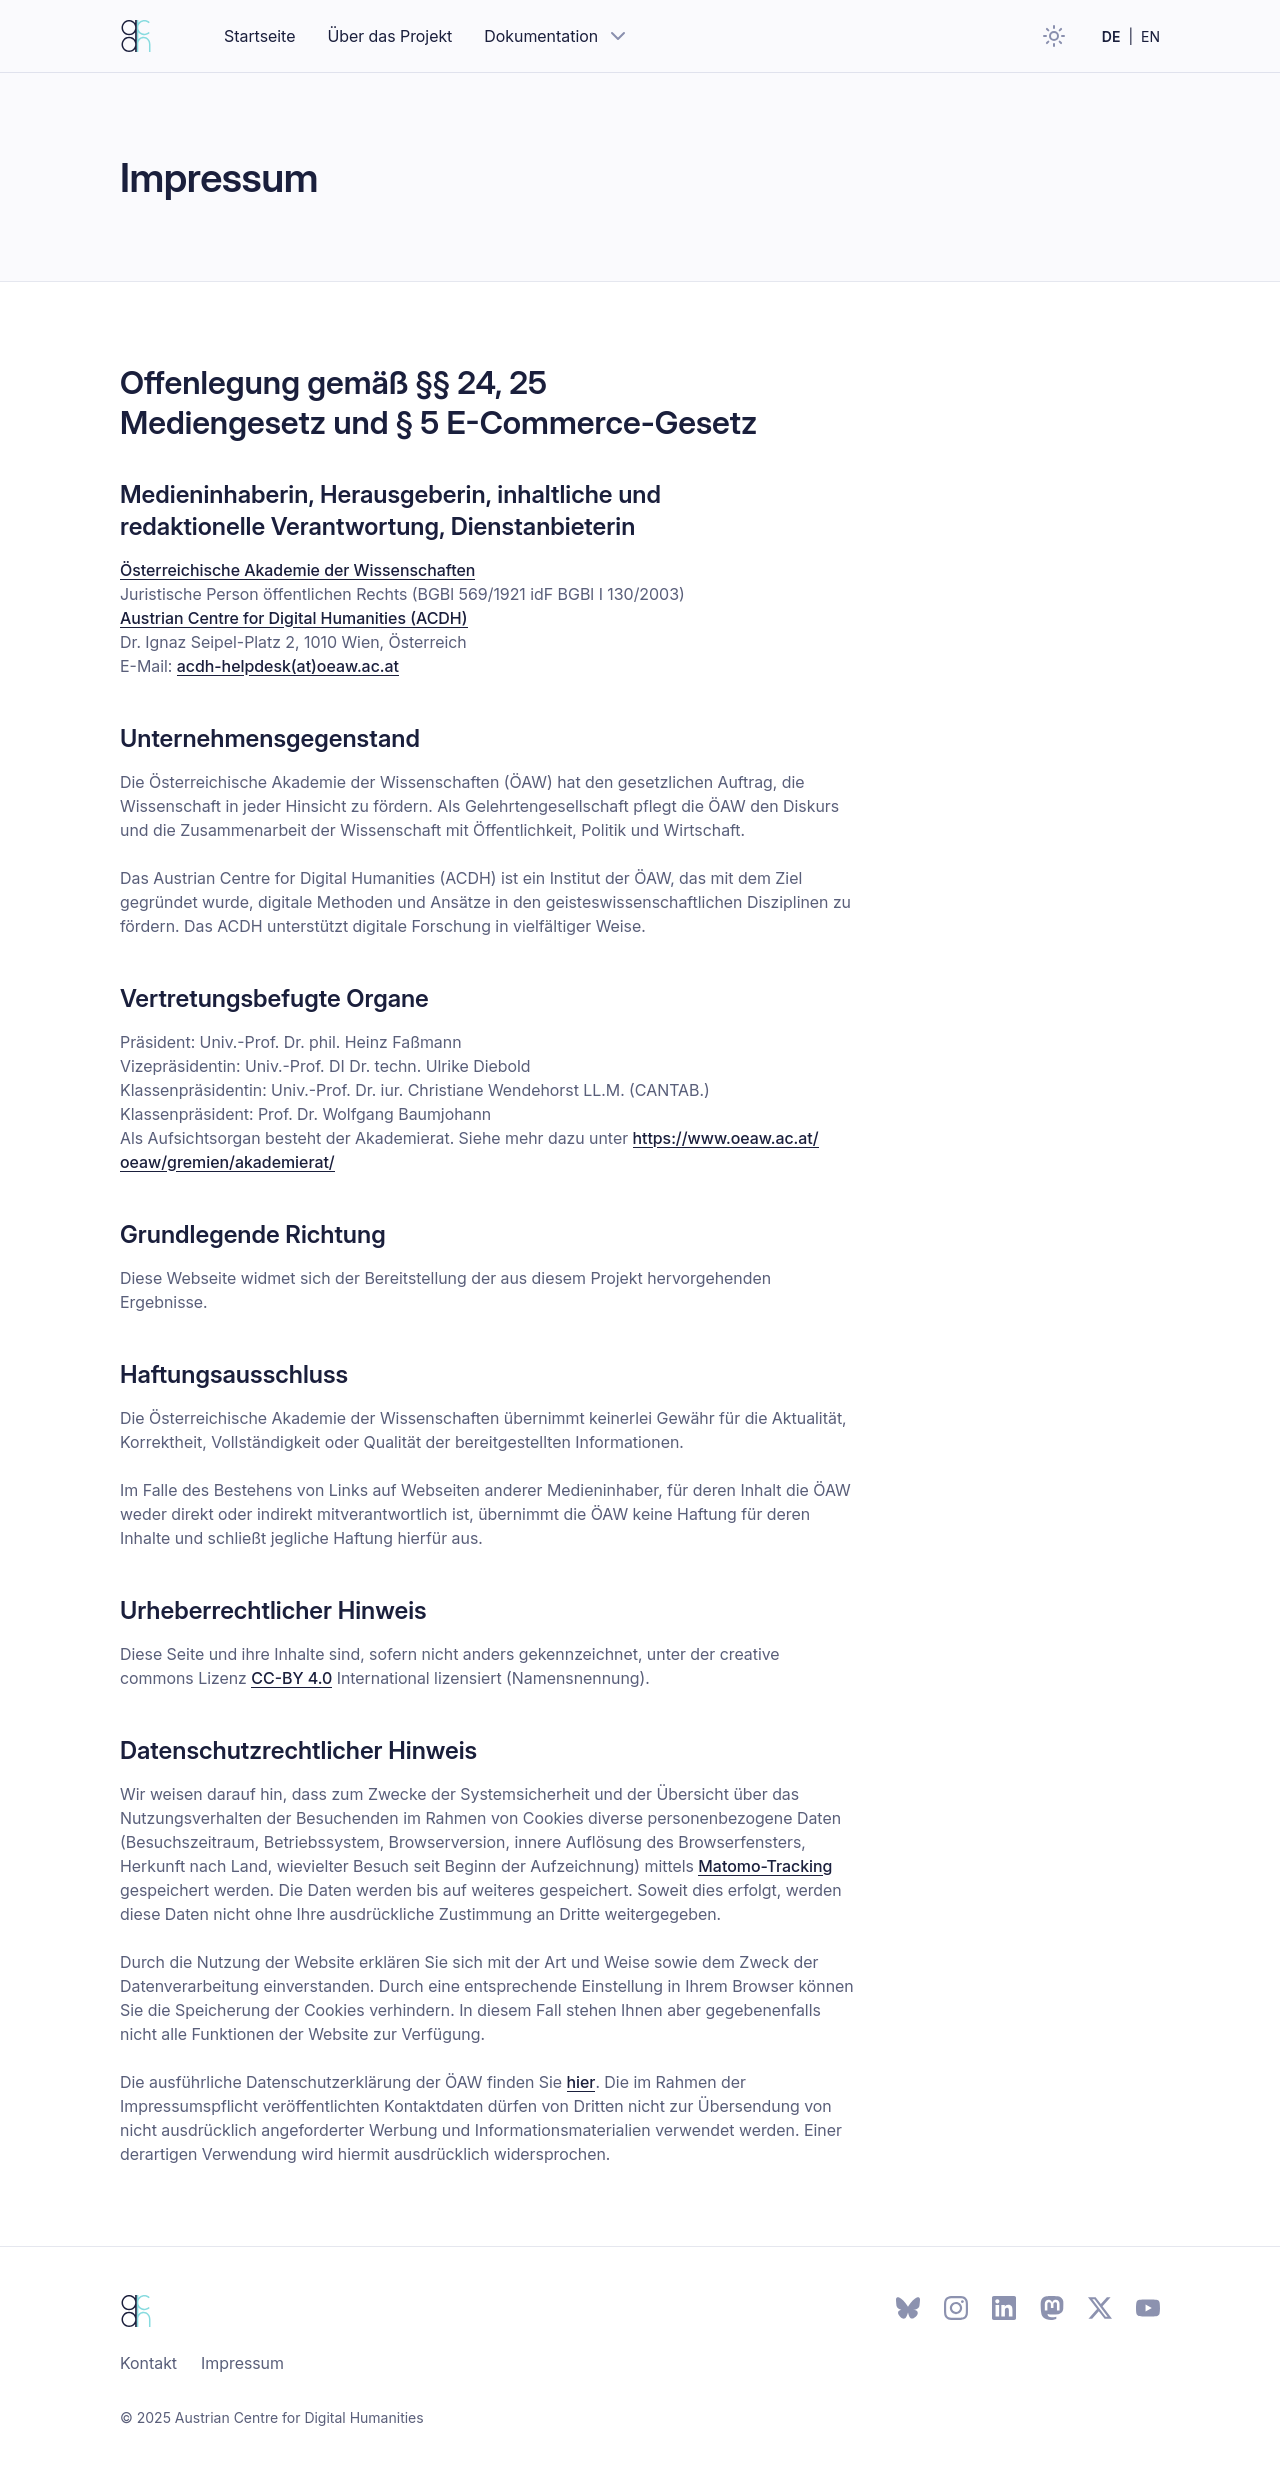 Startseite Über das Projekt Dokumentation DE | EN
Impressum
Offenlegung gemäß §§ 24, 25
Mediengesetz und § 5 E-Commerce-Gesetz
Medieninhaberin, Herausgeberin, inhaltliche und
redaktionelle Verantwortung, Dienstanbieterin
Österreichische Akademie der Wissenschaften
Juristische Person öffentlichen Rechts (BGBl 569/1921 idF BGBl I 130/2003)
Austrian Centre for Digital Humanities (ACDH)
Dr. Ignaz Seipel-Platz 2, 1010 Wien, Österreich
E-Mail: acdh-helpdesk(at)oeaw.ac.at
Unternehmensgegenstand
Die Österreichische Akademie der Wissenschaften (ÖAW) hat den gesetzlichen Auftrag, die
Wissenschaft in jeder Hinsicht zu fördern. Als Gelehrtengesellschaft pflegt die ÖAW den Diskurs
und die Zusammenarbeit der Wissenschaft mit Öffentlichkeit, Politik und Wirtschaft.
Das Austrian Centre for Digital Humanities (ACDH) ist ein Institut der ÖAW, das mit dem Ziel
gegründet wurde, digitale Methoden und Ansätze in den geisteswissenschaftlichen Disziplinen zu
fördern. Das ACDH unterstützt digitale Forschung in vielfältiger Weise.
Vertretungsbefugte Organe
Präsident: Univ.-Prof. Dr. phil. Heinz Faßmann
Vizepräsidentin: Univ.-Prof. DI Dr. techn. Ulrike Diebold
Klassenpräsidentin: Univ.-Prof. Dr. iur. Christiane Wendehorst LL.M. (CANTAB.)
Klassenpräsident: Prof. Dr. Wolfgang Baumjohann
Als Aufsichtsorgan besteht der Akademierat. Siehe mehr dazu unter https://www.oeaw.ac.at/
oeaw/gremien/akademierat/
Grundlegende Richtung
Diese Webseite widmet sich der Bereitstellung der aus diesem Projekt hervorgehenden
Ergebnisse.
Haftungsausschluss
Die Österreichische Akademie der Wissenschaften übernimmt keinerlei Gewähr für die Aktualität,
Korrektheit, Vollständigkeit oder Qualität der bereitgestellten Informationen.
Im Falle des Bestehens von Links auf Webseiten anderer Medieninhaber, für deren Inhalt die ÖAW
weder direkt oder indirekt mitverantwortlich ist, übernimmt die ÖAW keine Haftung für deren
Inhalte und schließt jegliche Haftung hierfür aus.
Urheberrechtlicher Hinweis
Diese Seite und ihre Inhalte sind, sofern nicht anders gekennzeichnet, unter der creative
commons Lizenz CC-BY 4.0 International lizensiert (Namensnennung).
Datenschutzrechtlicher Hinweis
Wir weisen darauf hin, dass zum Zwecke der Systemsicherheit und der Übersicht über das
Nutzungsverhalten der Besuchenden im Rahmen von Cookies diverse personenbezogene Daten
(Besuchszeitraum, Betriebssystem, Browserversion, innere Auflösung des Browserfensters,
Herkunft nach Land, wievielter Besuch seit Beginn der Aufzeichnung) mittels Matomo-Tracking
gespeichert werden. Die Daten werden bis auf weiteres gespeichert. Soweit dies erfolgt, werden
diese Daten nicht ohne Ihre ausdrückliche Zustimmung an Dritte weitergegeben.
Durch die Nutzung der Website erklären Sie sich mit der Art und Weise sowie dem Zweck der
Datenverarbeitung einverstanden. Durch eine entsprechende Einstellung in Ihrem Browser können
Sie die Speicherung der Cookies verhindern. In diesem Fall stehen Ihnen aber gegebenenfalls
nicht alle Funktionen der Website zur Verfügung.
Die ausführliche Datenschutzerklärung der ÖAW finden Sie hier. Die im Rahmen der
Impressumspflicht veröffentlichten Kontaktdaten dürfen von Dritten nicht zur Übersendung von
nicht ausdrücklich angeforderter Werbung und Informationsmaterialien verwendet werden. Einer
derartigen Verwendung wird hiermit ausdrücklich widersprochen.
Kontakt Impressum
© 2025 Austrian Centre for Digital Humanities